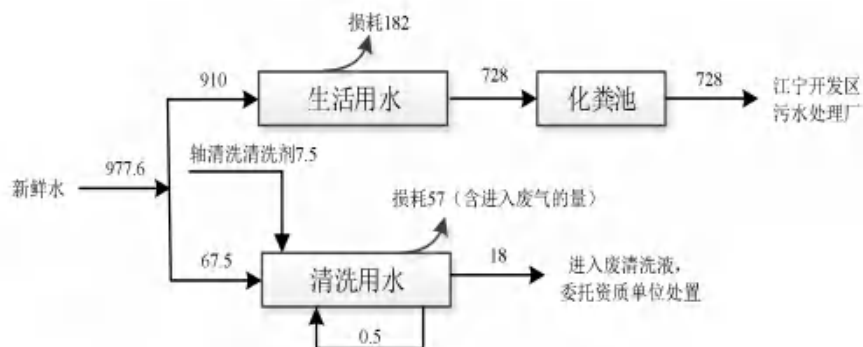 损耗182
910
生活用水
728
化粪池
728
江宁开发区
污水处理厂
新鲜水
977.6
轴清洗清洗剂7.5
损耗57（含进入废气的量）
67.5
清洗用水
18
进入废清洗液，
委托资质单位处置
0.5